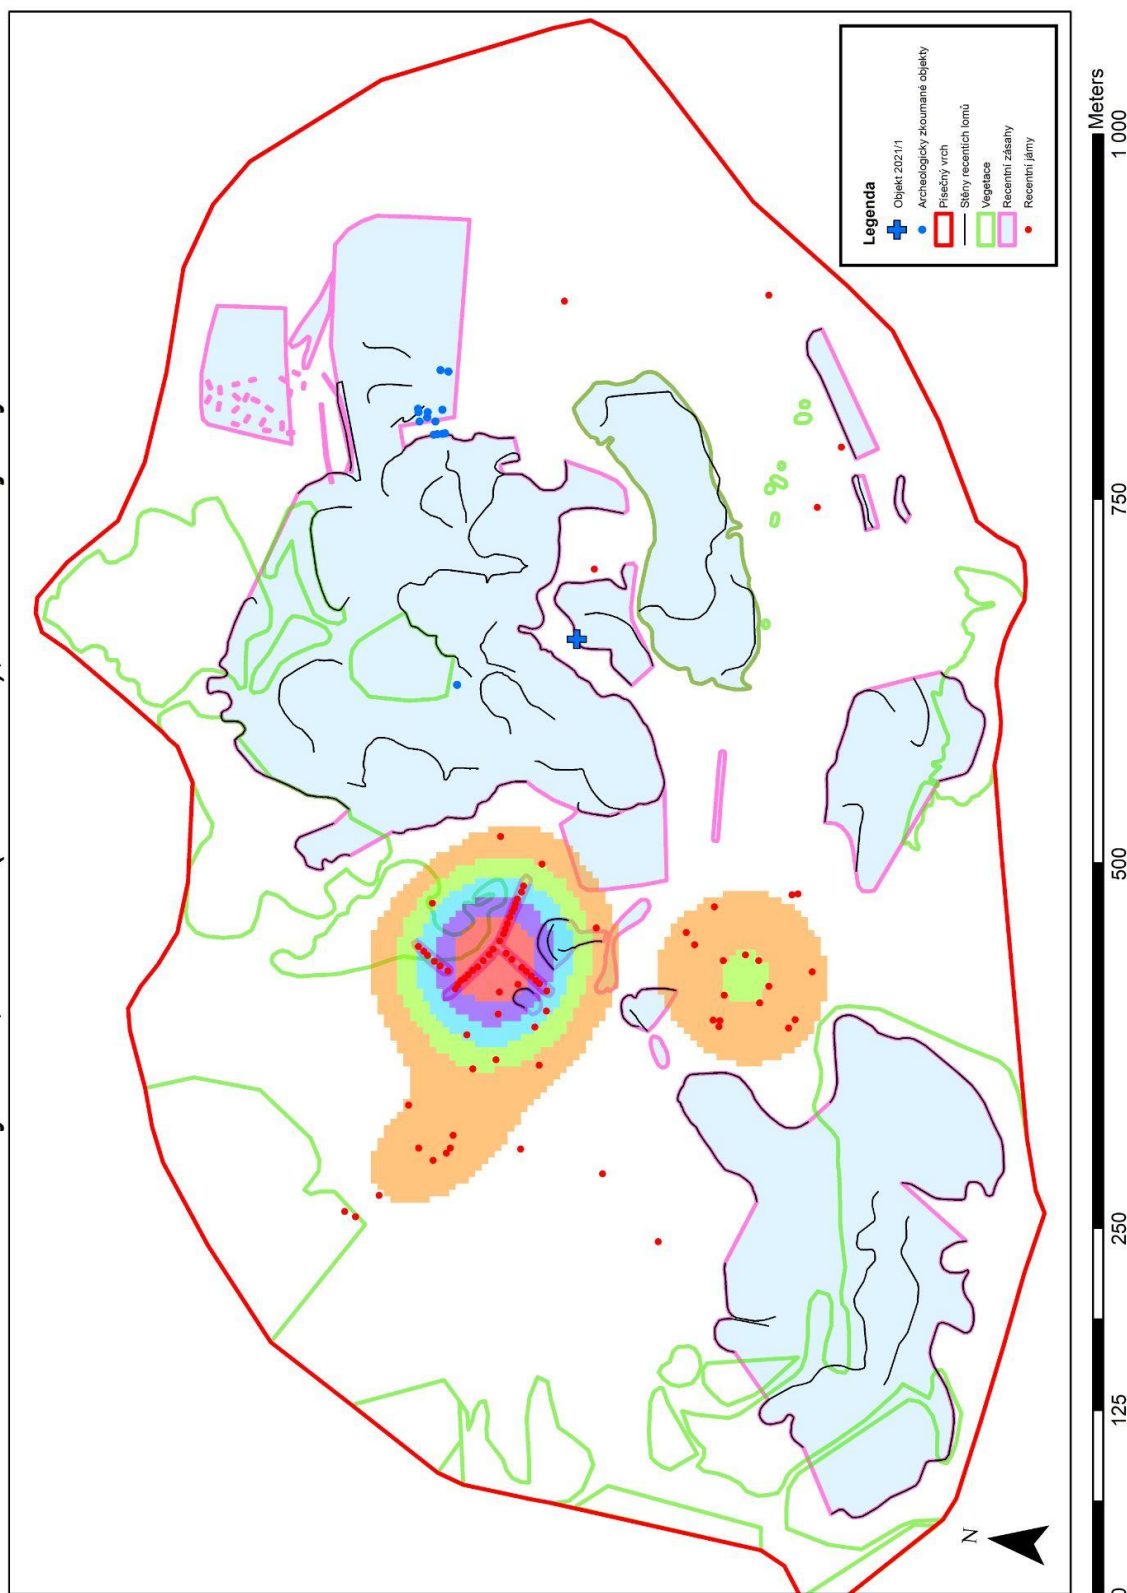 Legenda
Objekt 2021/1
Archeologicky zkoumané objekty
Písečný vrch
Stěny recentích lomů
Vegetace
Recentní zásahy
Recentní jámy
N
125
250
500
750
1 000
Meters